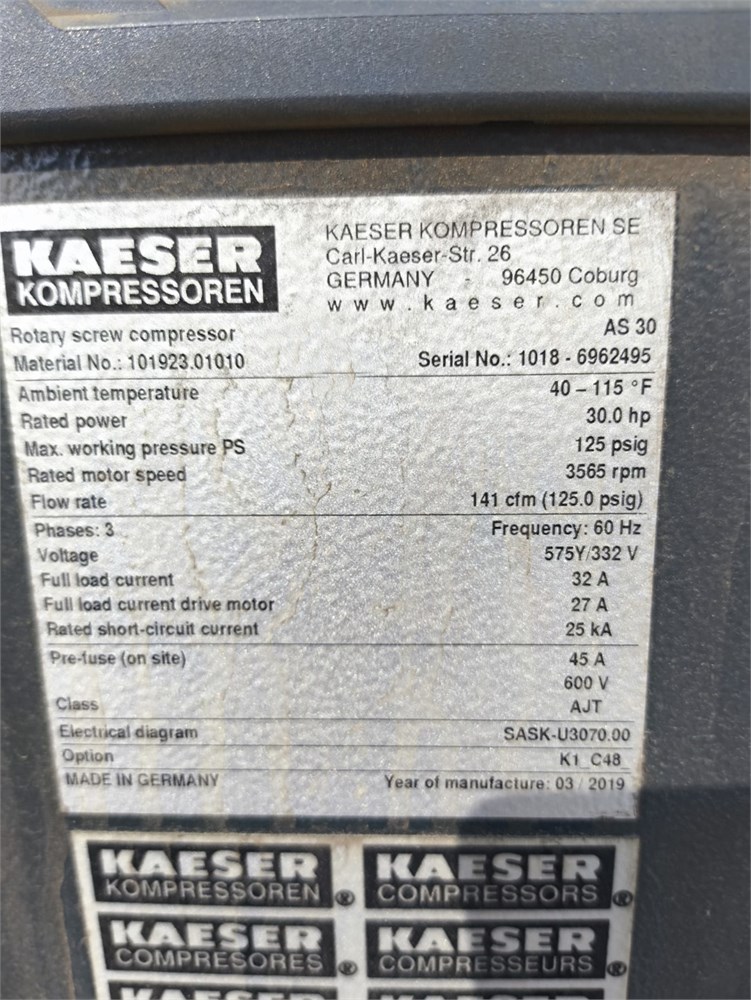 KAESER
KOMPRESSOREN
KAESER KOMPRESSOREN SE
Carl-Kaeser-Str. 26
GERMANY - 96450 Coburg
www.kaeser.com
Rotary screw compressor AS 30
Material No.: 101923.01010 Serial No.: 1018 - 6962495
Ambient temperature 40 – 115 °F
Rated power 30.0 hp
Max. working pressure PS 125 psig
Rated motor speed 3565 rpm
Flow rate 141 cfm (125.0 psig)
Phases: 3 Frequency: 60 Hz
Voltage 575Y/332 V
Full load current 32 A
Full load current drive motor 27 A
Rated short-circuit current 25 kA
Pre-fuse (on site) 45 A
600 V
Class AJT
Electrical diagram SASK-U3070.00
Option K1 C48
MADE IN GERMANY Year of manufacture: 03 / 2019
KAESER KAESER
KOMPRESSOREN ® COMPRESSORS ®
KAESER KAESER
COMPRESORES ® COMPRESSEURS ®